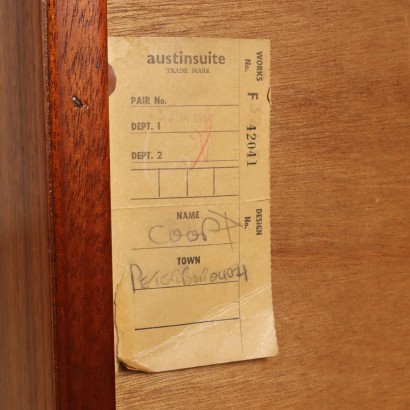 austinsuite
TRADE MARK
PAIR No.
DEPT. 1
DEPT. 2
NAME
COOP
TOWN
PETERBOROUGH
WORKS No.
F 42041
DESIGN No.